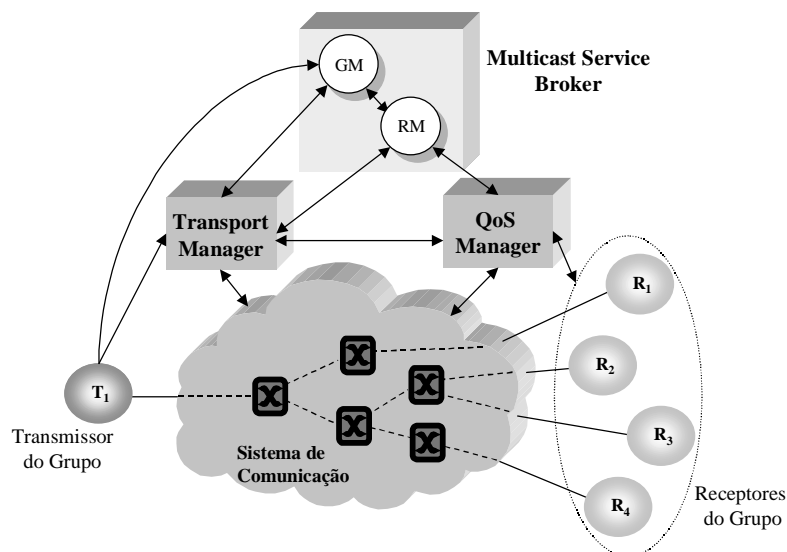 GM
Multicast Service
Broker
RM
Transport
Manager
QoS
Manager
R1
R2
T1
R3
Transmissor
do Grupo
Sistema de
Comunicação
R4
Receptores
do Grupo